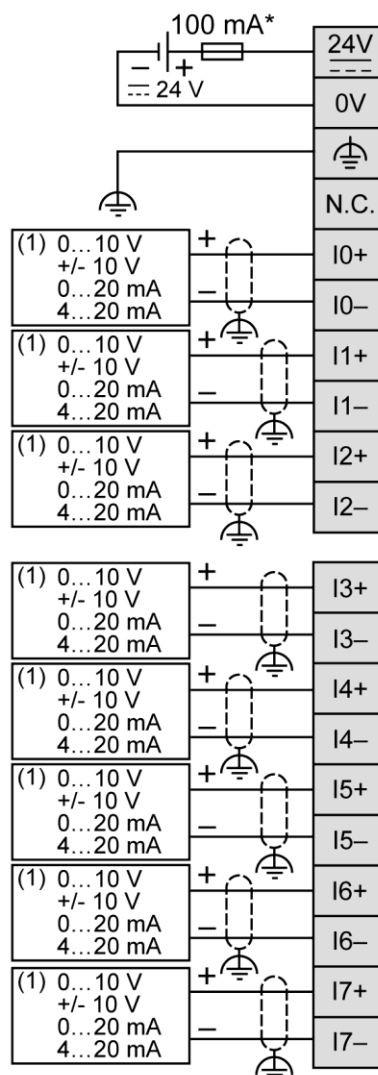 100 mA*
24V
− +
⎓ 24 V
0V
N.C.
(1) 0...10 V
+/- 10 V
0...20 mA
4...20 mA
+
−
I0+
I0−
(1) 0...10 V
+/- 10 V
0...20 mA
4...20 mA
+
−
I1+
I1−
(1) 0...10 V
+/- 10 V
0...20 mA
4...20 mA
+
−
I2+
I2−
(1) 0...10 V
+/- 10 V
0...20 mA
4...20 mA
+
−
I3+
I3−
(1) 0...10 V
+/- 10 V
0...20 mA
4...20 mA
+
−
I4+
I4−
(1) 0...10 V
+/- 10 V
0...20 mA
4...20 mA
+
−
I5+
I5−
(1) 0...10 V
+/- 10 V
0...20 mA
4...20 mA
+
−
I6+
I6−
(1) 0...10 V
+/- 10 V
0...20 mA
4...20 mA
+
−
I7+
I7−